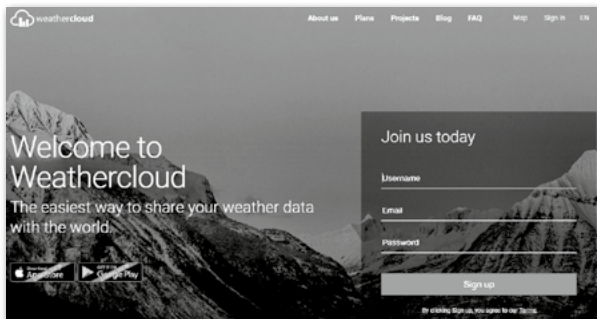 weathercloud
About us Plans Projects Blog FAQ Map Sign in EN
Welcome to
Weathercloud
The easiest way to share your weather data
with the world.
Join us today
Username
Email
Password
Sign up
App Store
Google Play
By clicking Sign up, you agree to our Terms.